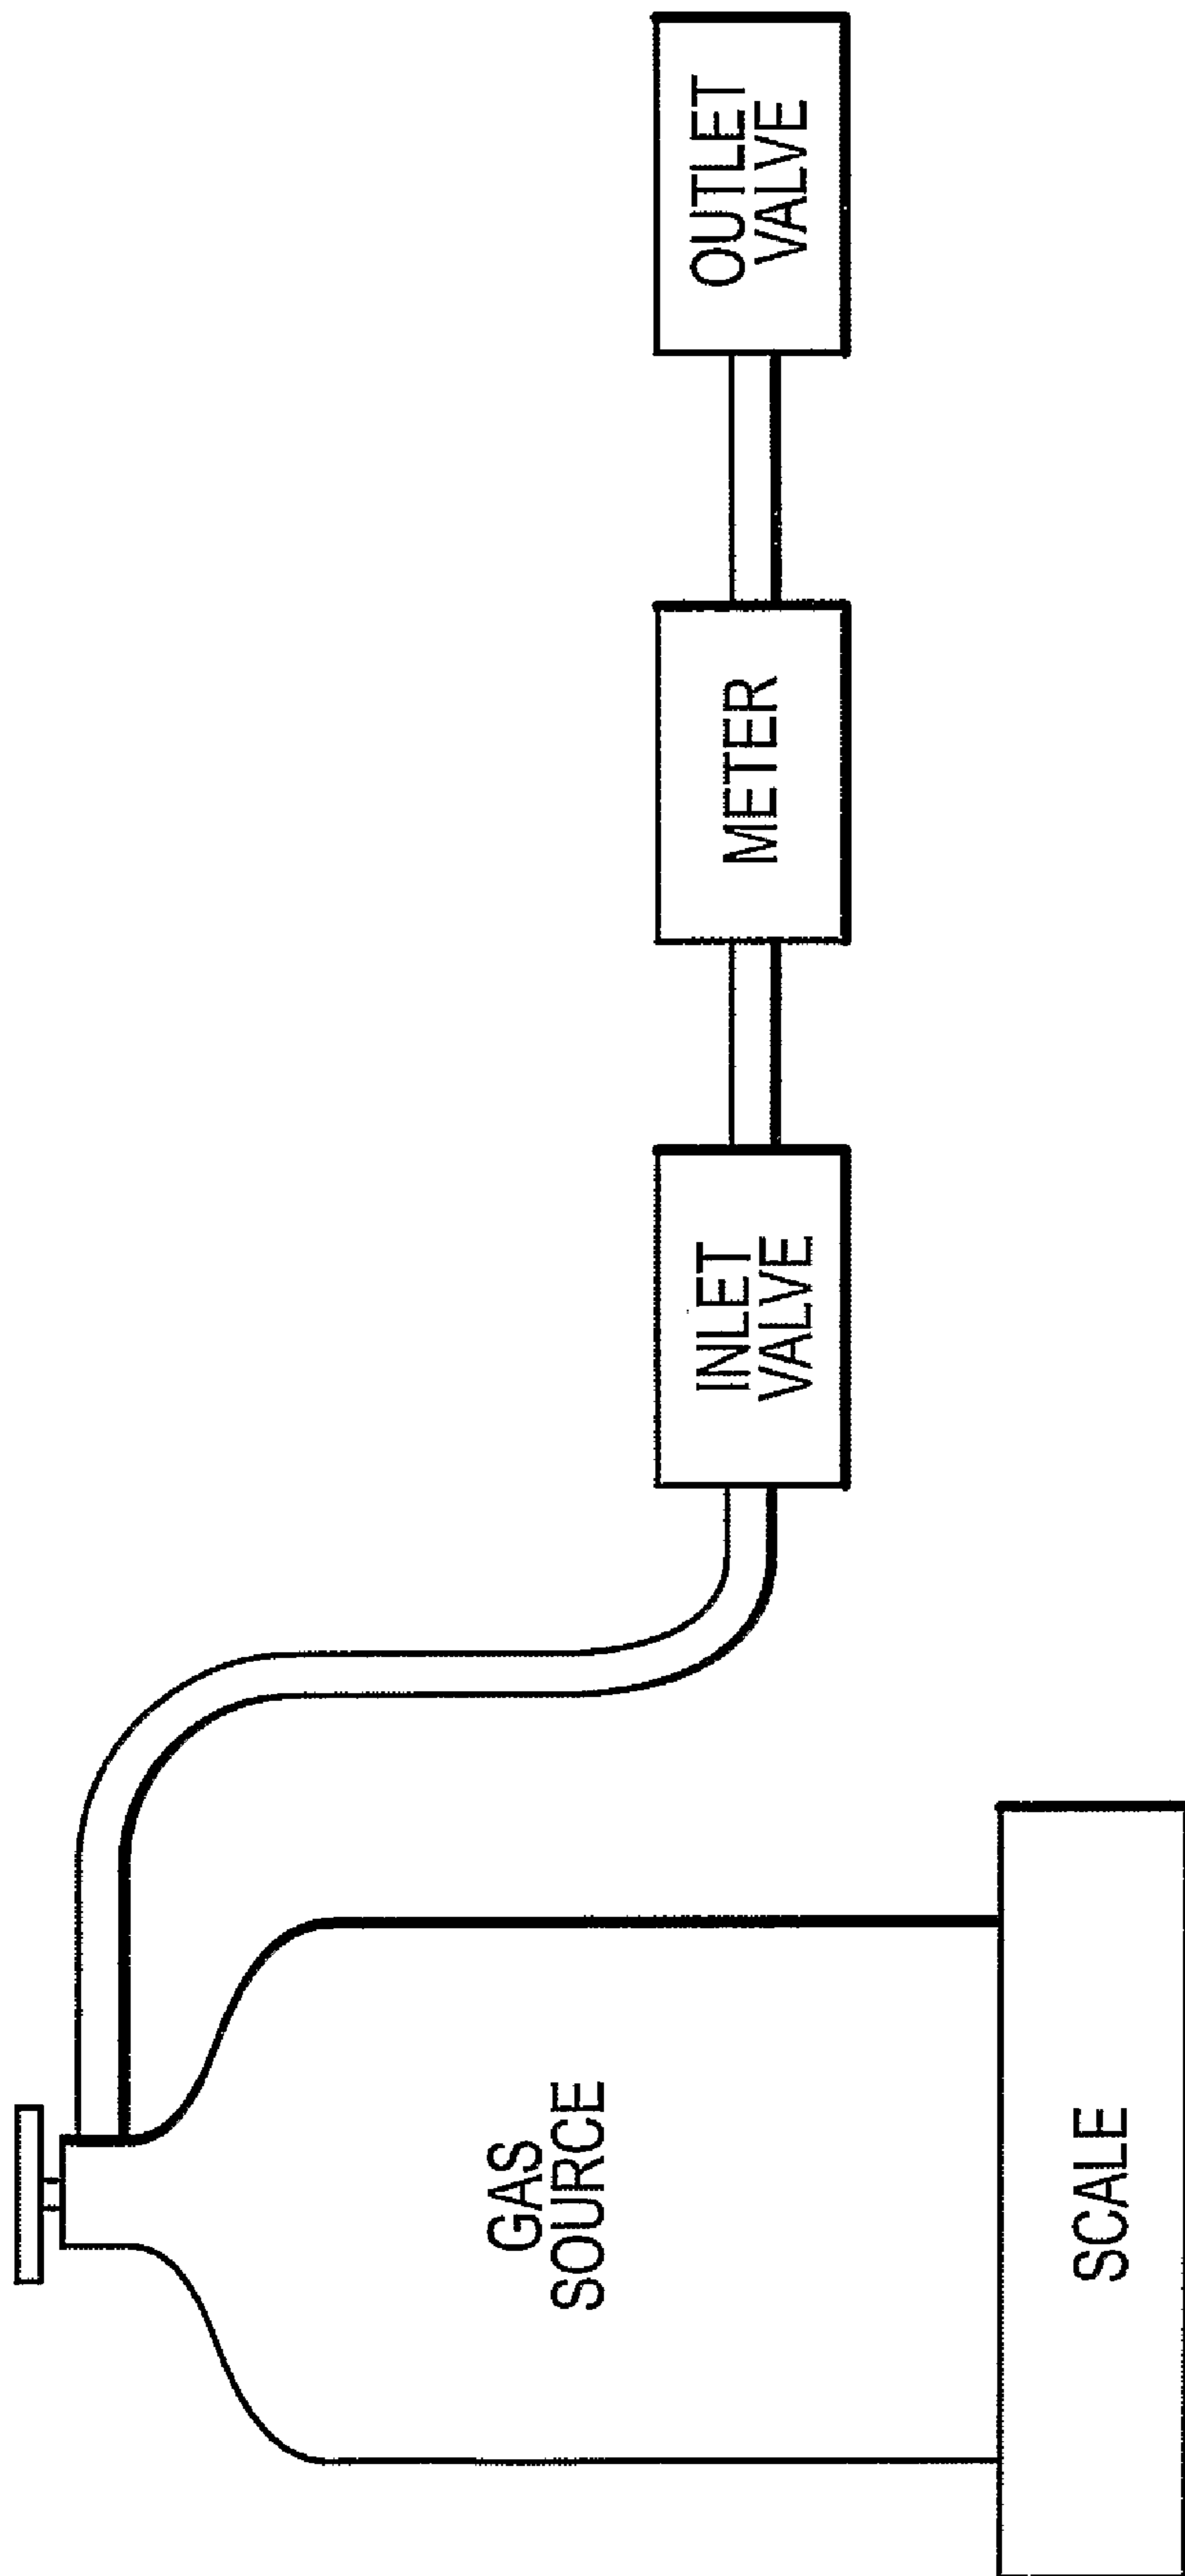 GAS
SOURCE
SCALE
INLET
VALVE
METER
OUTLET
VALVE